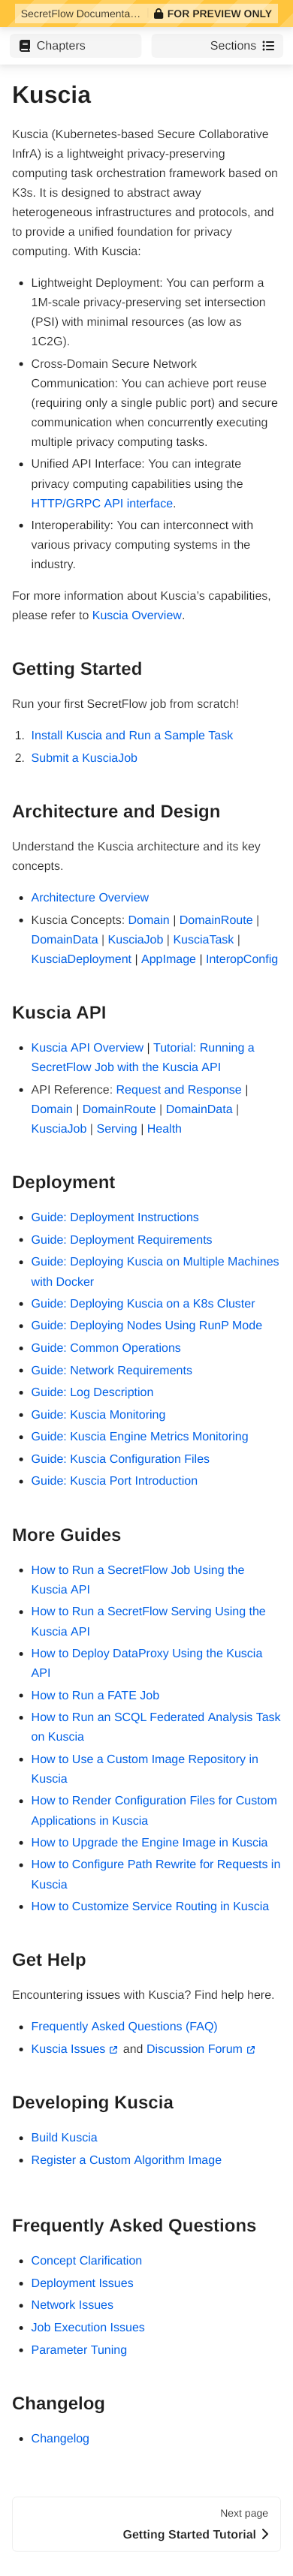 SecretFlow Documenta… FOR PREVIEW ONLY
Chapters
Sections
Kuscia
Kuscia (Kubernetes-based Secure Collaborative
InfrA) is a lightweight privacy-preserving
computing task orchestration framework based on
K3s. It is designed to abstract away
heterogeneous infrastructures and protocols, and
to provide a unified foundation for privacy
computing. With Kuscia:
• Lightweight Deployment: You can perform a
1M-scale privacy-preserving set intersection
(PSI) with minimal resources (as low as
1C2G).
• Cross-Domain Secure Network
Communication: You can achieve port reuse
(requiring only a single public port) and secure
communication when concurrently executing
multiple privacy computing tasks.
• Unified API Interface: You can integrate
privacy computing capabilities using the
HTTP/GRPC API interface.
• Interoperability: You can interconnect with
various privacy computing systems in the
industry.
For more information about Kuscia’s capabilities,
please refer to Kuscia Overview.
Getting Started
Run your first SecretFlow job from scratch!
1. Install Kuscia and Run a Sample Task
2. Submit a KusciaJob
Architecture and Design
Understand the Kuscia architecture and its key
concepts.
• Architecture Overview
• Kuscia Concepts: Domain | DomainRoute |
DomainData | KusciaJob | KusciaTask |
KusciaDeployment | AppImage | InteropConfig
Kuscia API
• Kuscia API Overview | Tutorial: Running a
SecretFlow Job with the Kuscia API
• API Reference: Request and Response |
Domain | DomainRoute | DomainData |
KusciaJob | Serving | Health
Deployment
• Guide: Deployment Instructions
• Guide: Deployment Requirements
• Guide: Deploying Kuscia on Multiple Machines
with Docker
• Guide: Deploying Kuscia on a K8s Cluster
• Guide: Deploying Nodes Using RunP Mode
• Guide: Common Operations
• Guide: Network Requirements
• Guide: Log Description
• Guide: Kuscia Monitoring
• Guide: Kuscia Engine Metrics Monitoring
• Guide: Kuscia Configuration Files
• Guide: Kuscia Port Introduction
More Guides
• How to Run a SecretFlow Job Using the
Kuscia API
• How to Run a SecretFlow Serving Using the
Kuscia API
• How to Deploy DataProxy Using the Kuscia
API
• How to Run a FATE Job
• How to Run an SCQL Federated Analysis Task
on Kuscia
• How to Use a Custom Image Repository in
Kuscia
• How to Render Configuration Files for Custom
Applications in Kuscia
• How to Upgrade the Engine Image in Kuscia
• How to Configure Path Rewrite for Requests in
Kuscia
• How to Customize Service Routing in Kuscia
Get Help
Encountering issues with Kuscia? Find help here.
• Frequently Asked Questions (FAQ)
• Kuscia Issues and Discussion Forum
Developing Kuscia
• Build Kuscia
• Register a Custom Algorithm Image
Frequently Asked Questions
• Concept Clarification
• Deployment Issues
• Network Issues
• Job Execution Issues
• Parameter Tuning
Changelog
• Changelog
Next page
Getting Started Tutorial